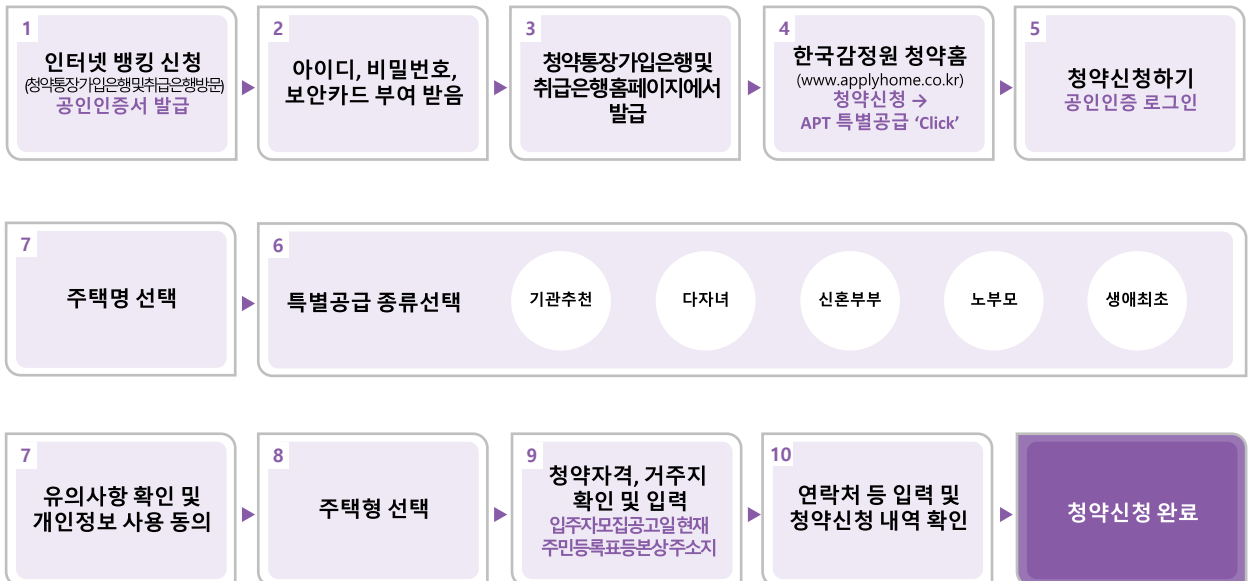 1
인터넷 뱅킹 신청
(청약통장가입은행및취급은행방문)
공인인증서 발급
2
아이디, 비밀번호,
보안카드 부여 받음
3
청약통장가입은행및
취급은행홈페이지에서
발급
4
한국감정원 청약홈
(www.applyhome.co.kr)
청약신청 →
APT 특별공급 ‘Click’
5
청약신청하기
공인인증 로그인
7
주택명 선택
6
특별공급 종류선택
기관추천
다자녀
신혼부부
노부모
생애최초
7
유의사항 확인 및
개인정보 사용 동의
8
주택형 선택
9
청약자격, 거주지
확인 및 입력
입주자모집공고일현재
주민등록표등본상주소지
10
연락처 등 입력 및
청약신청 내역 확인
청약신청 완료